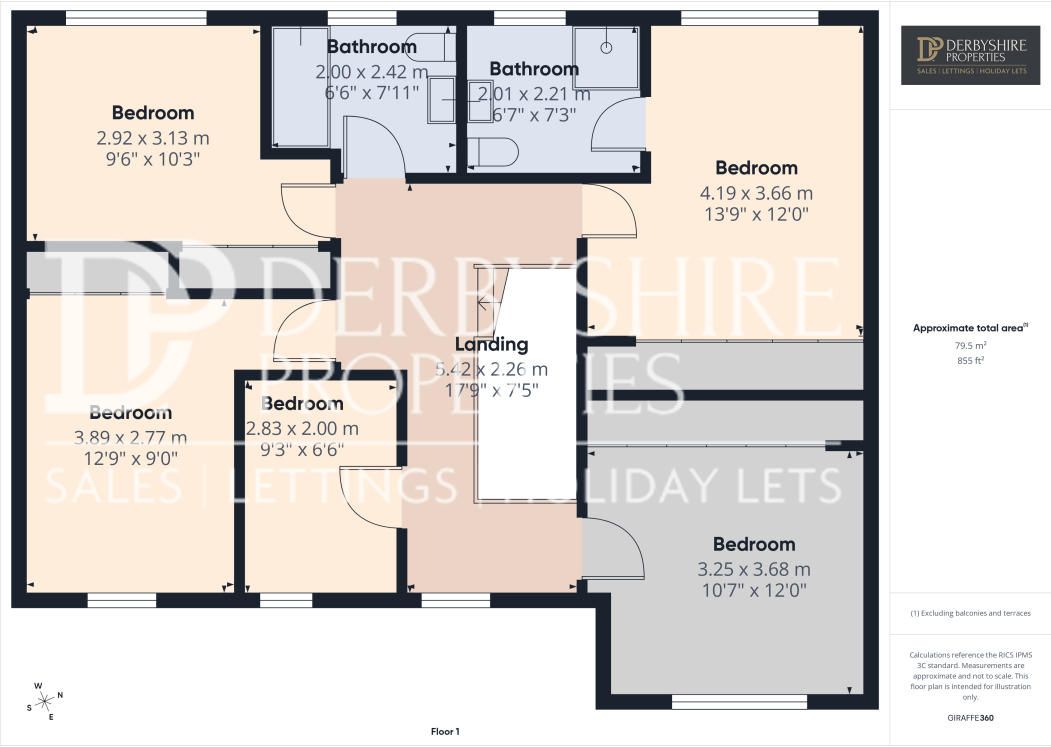 Bathroom
2.00 x 2.42 m
6'6" x 7'11"
Bathroom
2.01 x 2.21 m
6'7" x 7'3"
Bedroom
2.92 x 3.13 m
9'6" x 10'3"
Bedroom
4.19 x 3.66 m
13'9" x 12'0"
Landing
5.42 x 2.26 m
17'9" x 7'5"
Bedroom
3.89 x 2.77 m
12'9" x 9'0"
Bedroom
2.83 x 2.00 m
9'3" x 6'6"
Bedroom
3.25 x 3.68 m
10'7" x 12'0"
DP DERBYSHIRE
PROPERTIES
SALES | LETTINGS | HOLIDAY LETS
W
N
S
E
Floor 1
DP DERBYSHIRE
PROPERTIES
SALES | LETTINGS | HOLIDAY LETS
Approximate total area(1)
79.5 m²
855 ft²
(1) Excluding balconies and terraces
Calculations reference the RICS IPMS
3C standard. Measurements are
approximate and not to scale. This
floor plan is intended for illustration
only.
GIRAFFE360